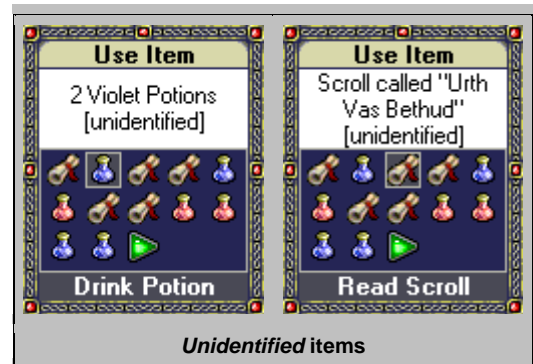 Use Item
2 Violet Potions
[unidentified]
Drink Potion
Use Item
Scroll called "Urth
Vas Bethud"
[unidentified]
Read Scroll
Unidentified items